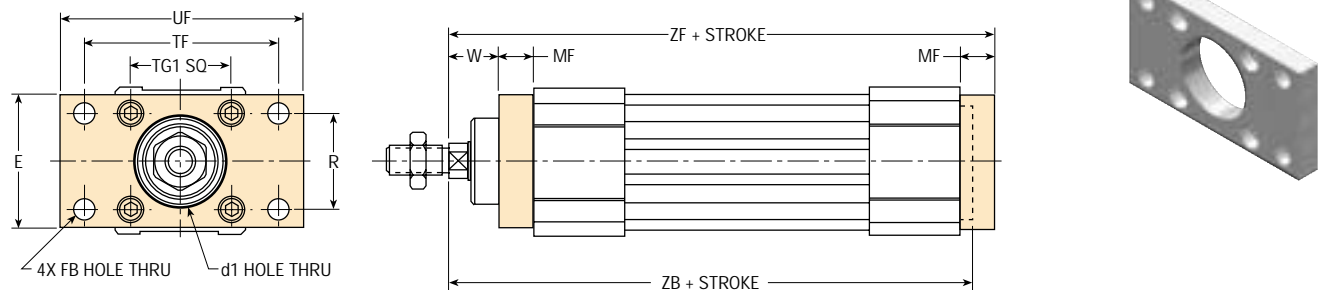 UF
TF
TG1 SQ
E
R
4X FB HOLE THRU
d1 HOLE THRU
ZF + STROKE
W
MF
MF
ZB + STROKE